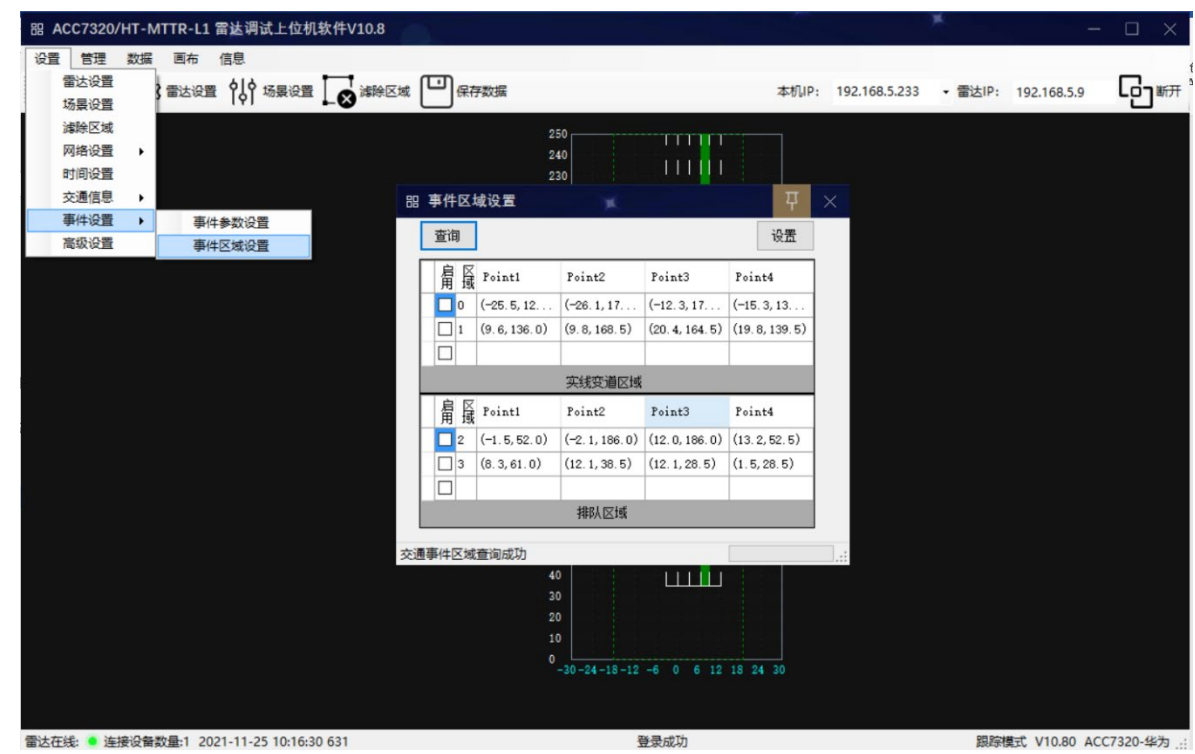 ACC7320/HT-MTTR-L1 雷达调试上位机软件V10.8
设置 管理 数据 画布 信息
雷达设置 场景设置 滤除区域 保存数据 本机IP: 192.168.5.233 雷达IP: 192.168.5.9 断开
雷达设置
场景设置
滤除区域
网络设置
时间设置
交通信息
事件设置
高级设置
事件参数设置
事件区域设置
250
240
230
事件区域设置
查询 设置
启用 区域 Point1 Point2 Point3 Point4
0 (-25.5,12... (-26.1,17... (-12.3,17... (-15.3,13...
1 (9.6,136.0) (9.8,168.5) (20.4,164.5) (19.8,139.5)
实线变道区域
启用 区域 Point1 Point2 Point3 Point4
2 (-1.5,52.0) (-2.1,186.0) (12.0,186.0) (13.2,52.5)
3 (8.3,61.0) (12.1,38.5) (12.1,28.5) (1.5,28.5)
排队区域
交通事件区域查询成功
40
30
20
10
0
-30 -24 -18 -12 -6 0 6 12 18 24 30
雷达在线: 连接设备数量:1 2021-11-25 10:16:30 631 登录成功 跟踪模式 V10.80 ACC7320-华为